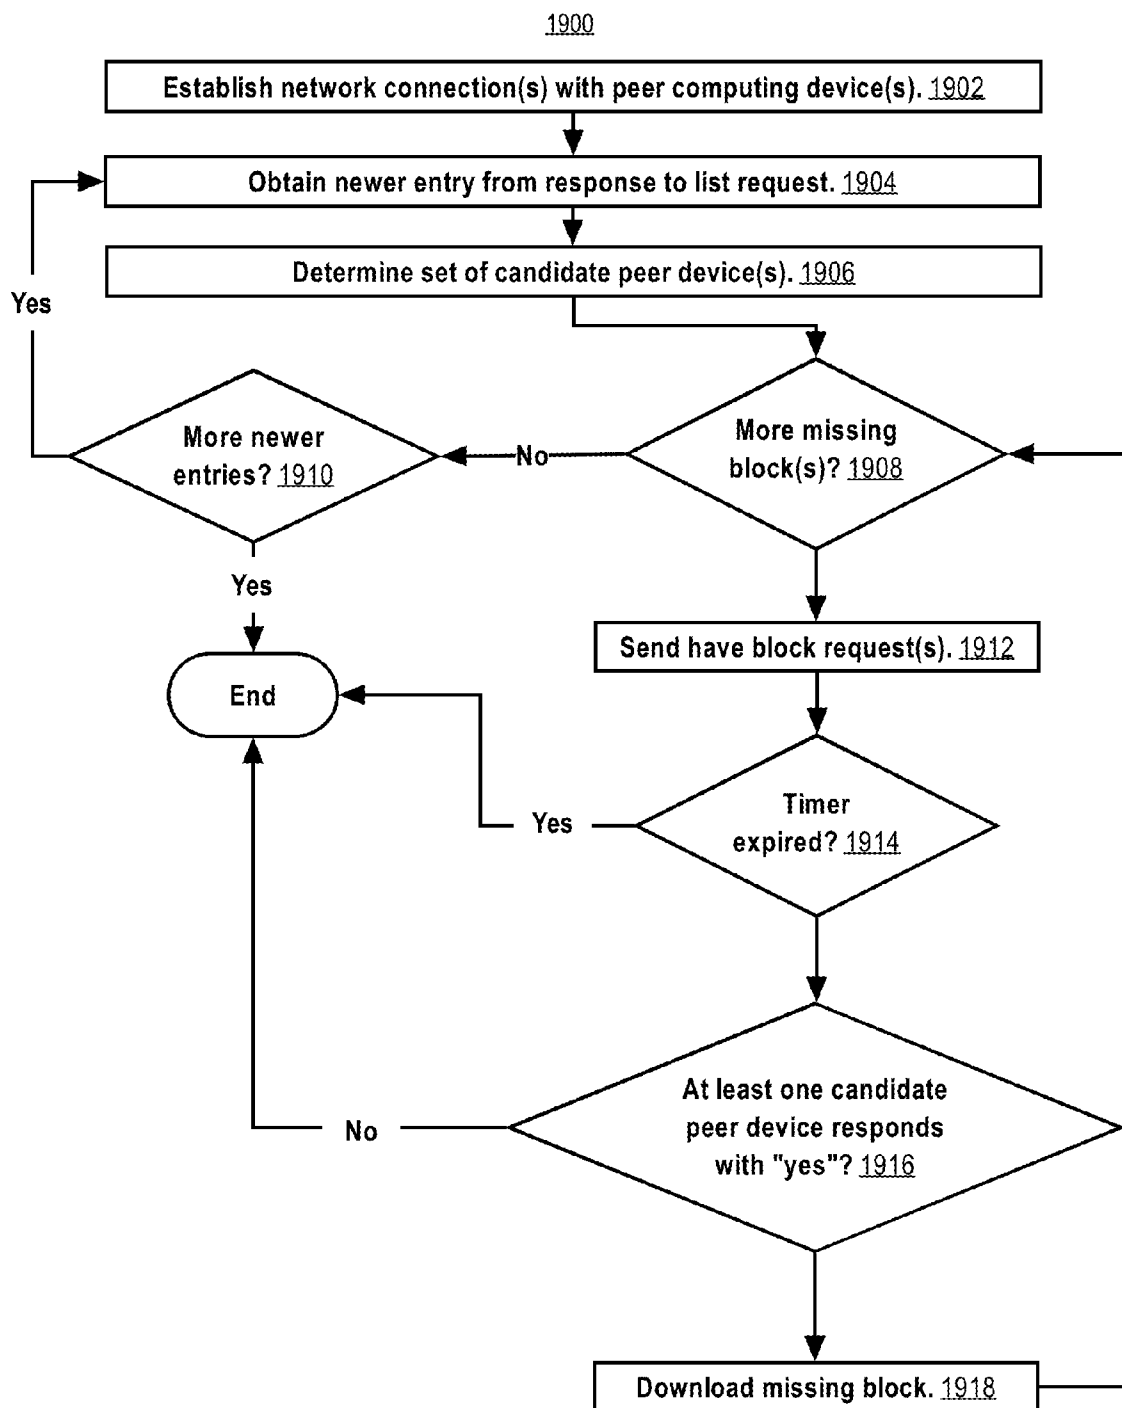 1900
Establish network connection(s) with peer computing device(s). 1902
Obtain newer entry from response to list request. 1904
Determine set of candidate peer device(s). 1906
Yes
More newer
entries? 1910
No
More missing
block(s)? 1908
Yes
Send have block request(s). 1912
End
Yes
Timer
expired? 1914
No
At least one candidate
peer device responds
with "yes"? 1916
Download missing block. 1918